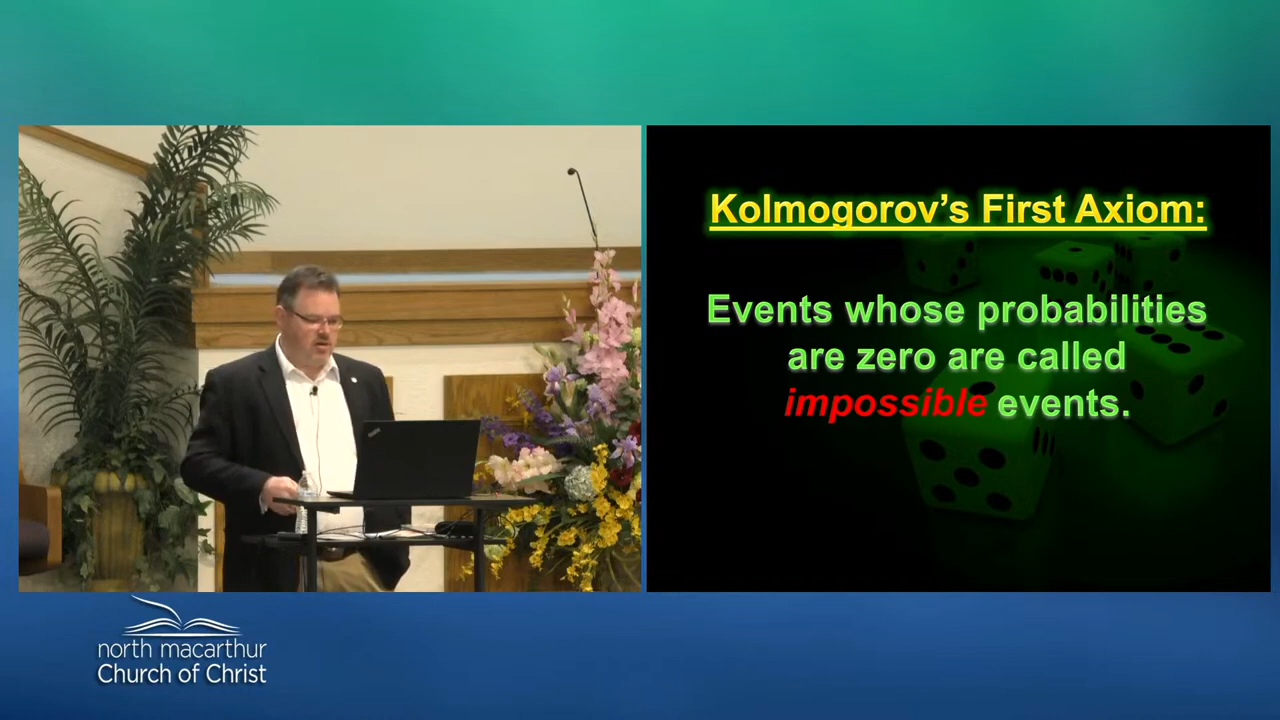 Kolmogorov's First Axiom:
Events whose probabilities
are zero are called
impossible events.
north macarthur
Church of Christ